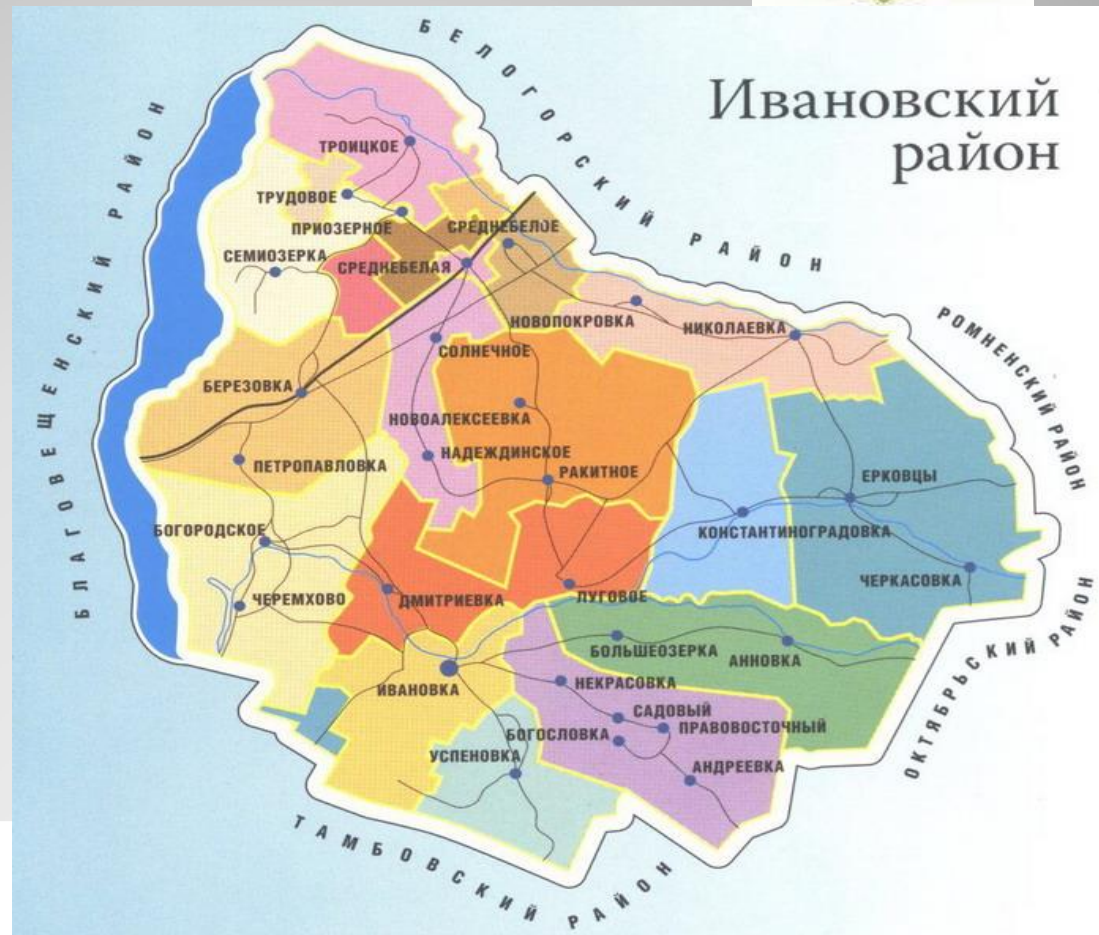 Ивановский
район
БЕЛОГОРСКИЙ РАЙОН
БЛАГОВЕЩЕНСКИЙ РАЙОН
РОМНЕНСКИЙ РАЙОН
ОКТЯБРЬСКИЙ РАЙОН
ТАМБОВСКИЙ РАЙОН
ТРОИЦКОЕ
ТРУДОВОЕ
ПРИОЗЕРНОЕ
СРЕДНЕБЕЛОЕ
СЕМИОЗЕРКА
СРЕДНЕБЕЛАЯ
НОВОПОКРОВКА
НИКОЛАЕВКА
СОЛНЕЧНОЕ
БЕРЕЗОВКА
НОВОАЛЕКСЕЕВКА
НАДЕЖДИНСКОЕ
ПЕТРОПАВЛОВКА
РАКИТНОЕ
ЕРКОВЦЫ
БОГОРОДСКОЕ
КОНСТАНТИНОГРАДОВКА
ЧЕРКАСОВКА
ЧЕРЕМХОВО
ДМИТРИЕВКА
ЛУГОВОЕ
БОЛЬШЕОЗЕРКА
АННОВКА
ИВАНОВКА
НЕКРАСОВКА
САДОВЫЙ
ПРАВОВОСТОЧНЫЙ
БОГОСЛОВКА
УСПЕНОВКА
АНДРЕЕВКА